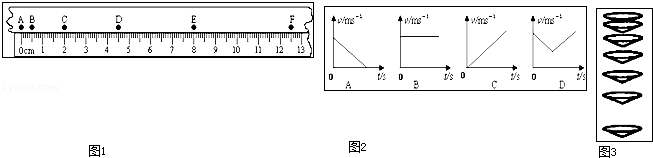 A B C D E F
0cm 1 2 3 4 5 6 7 8 9 10 11 12 13
图1
v/ms⁻¹ v/ms⁻¹ v/ms⁻¹ v/ms⁻¹
0 t/s 0 t/s 0 t/s 0 t/s
A B C D
图2
图3